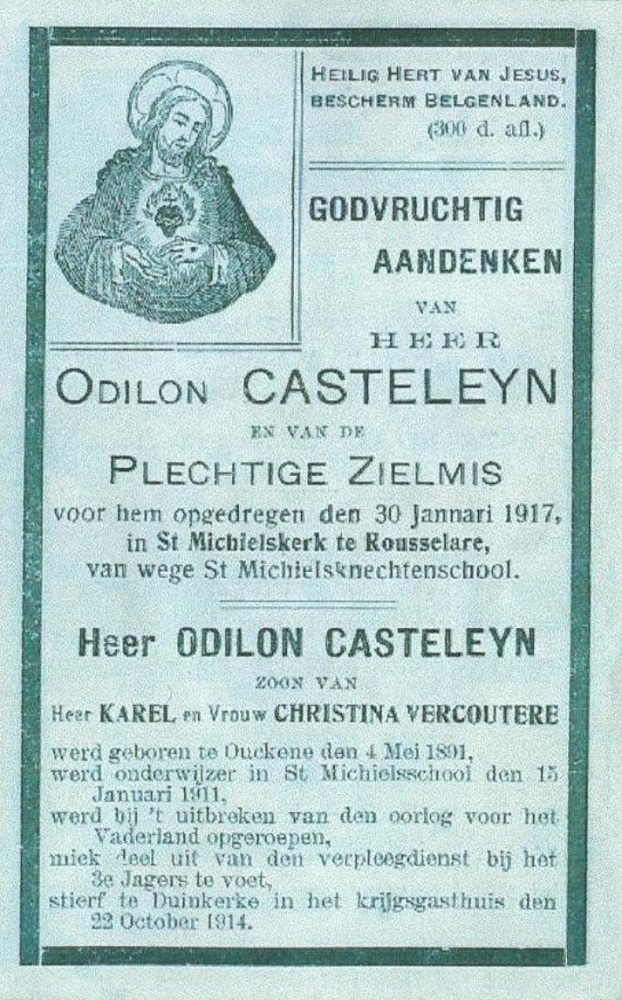 HEILIG HERT VAN JESUS,
BESCHERM BELGENLAND.
(300 d. afl.)
GODVRUCHTIG
AANDENKEN
VAN
HEER
ODILON CASTELEYN
EN VAN DE
PLECHTIGE ZIELMIS
voor hem opgedregen den 30 Jannari 1917,
in St Michielskerk te Rousselare,
van wege St Michielsknechtenschool.
Heer ODILON CASTELEYN
ZOON VAN
Heer KAREL en Vrouw CHRISTINA VERCOUTERE
werd geboren te Ouckene den 4 Mei 1891,
werd onderwijzer in St Michielsschool den 15
Januari 1911,
werd bij 't uitbreken van den oorlog voor het
Vaderland opgeroepen,
miek deel uit van den verpleegdienst bij het
3e Jagers te voet,
stierf te Duinkerke in het krijgsgasthuis den
22 October 1914.